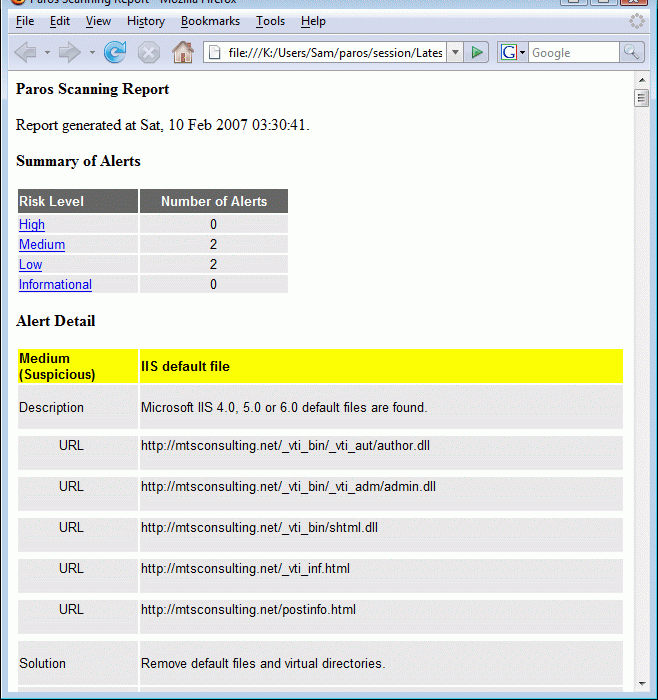 Paros Scanning Report - Mozilla Firefox
File Edit View History Bookmarks Tools Help
file:///K:/Users/Sam/paros/session/Lates
G Google
Paros Scanning Report
Report generated at Sat, 10 Feb 2007 03:30:41.
Summary of Alerts
Risk Level Number of Alerts
High 0
Medium 2
Low 2
Informational 0
Alert Detail
Medium
(Suspicious) IIS default file
Description Microsoft IIS 4.0, 5.0 or 6.0 default files are found.
URL http://mtsconsulting.net/_vti_bin/_vti_aut/author.dll
URL http://mtsconsulting.net/_vti_bin/_vti_adm/admin.dll
URL http://mtsconsulting.net/_vti_bin/shtml.dll
URL http://mtsconsulting.net/_vti_inf.html
URL http://mtsconsulting.net/postinfo.html
Solution Remove default files and virtual directories.